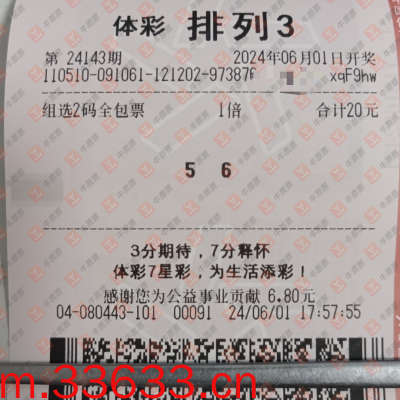 体彩 排列3
第 24143期 2024年06月01日开奖
110510-091061-121202-97387 xqF9hw
组选2码全包票 1倍 合计20元
5 6
3分期待，7分释怀
体彩7星彩，为生活添彩！
感谢您为公益事业贡献 6.80元
04-080443-101 00091 24/06/01 17:57:55
m.33633.cn